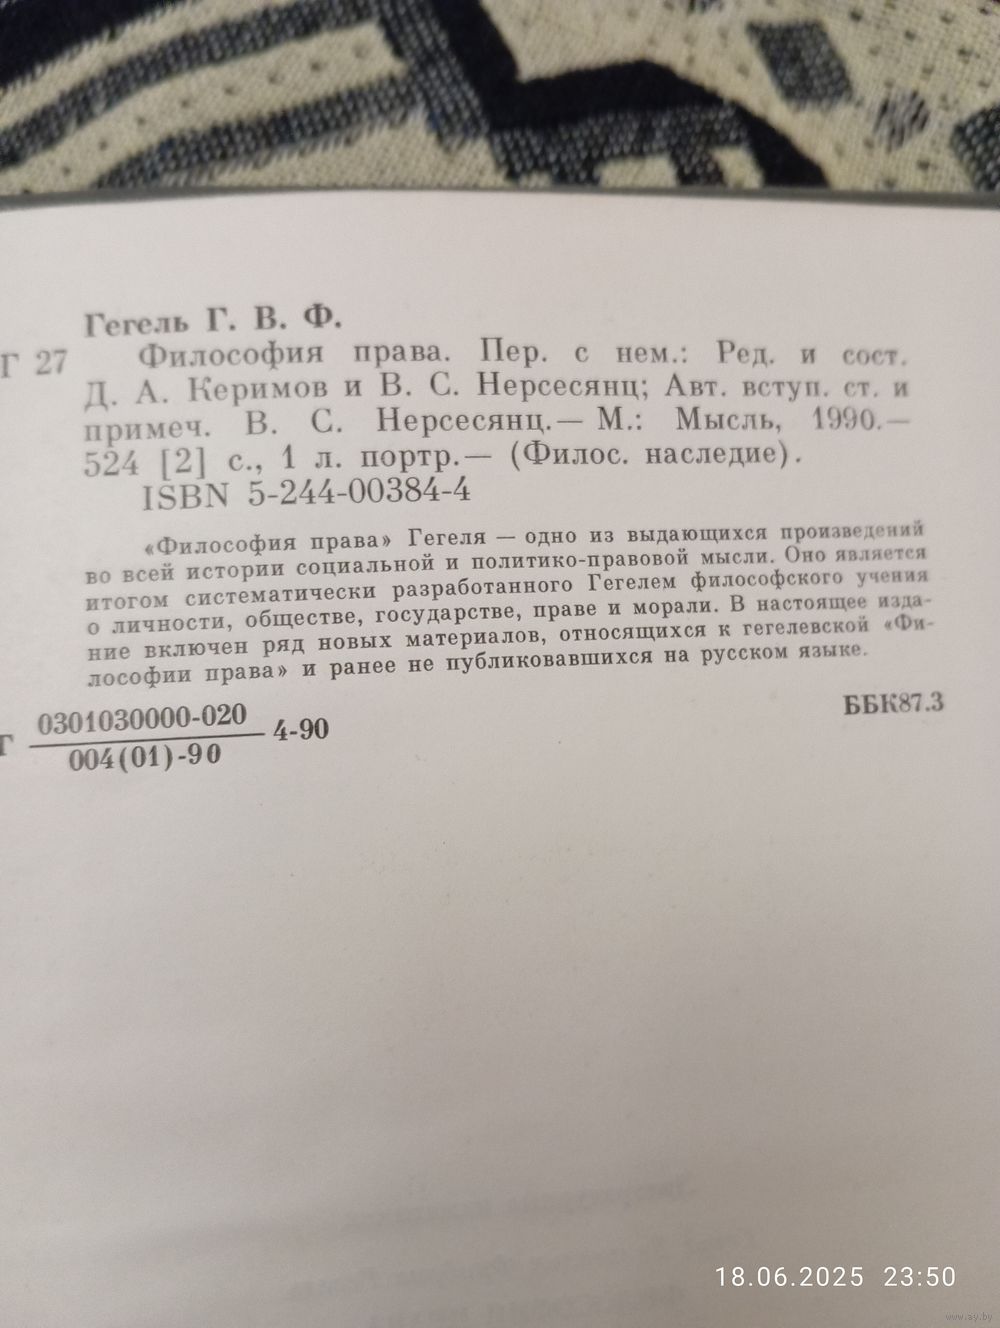 Гегель Г. В. Ф.
Г 27 Философия права. Пер. с нем.: Ред. и сост.
Д. А. Керимов и В. С. Нерсесянц; Авт. вступ. ст. и
примеч. В. С. Нерсесянц.— М.: Мысль, 1990.—
524 [2] с., 1 л. портр.— (Филос. наследие).
ISBN 5-244-00384-4
«Философия права» Гегеля — одно из выдающихся произведений
во всей истории социальной и политико-правовой мысли. Оно является
итогом систематически разработанного Гегелем философского учения
о личности, обществе, государстве, праве и морали. В настоящее изда-
ние включен ряд новых материалов, относящихся к гегелевской «Фи-
лософии права» и ранее не публиковавшихся на русском языке.
Г 0301030000-020
004(01)-90
4-90
ББК87.3
18.06.2025 23:50
www.ay.by